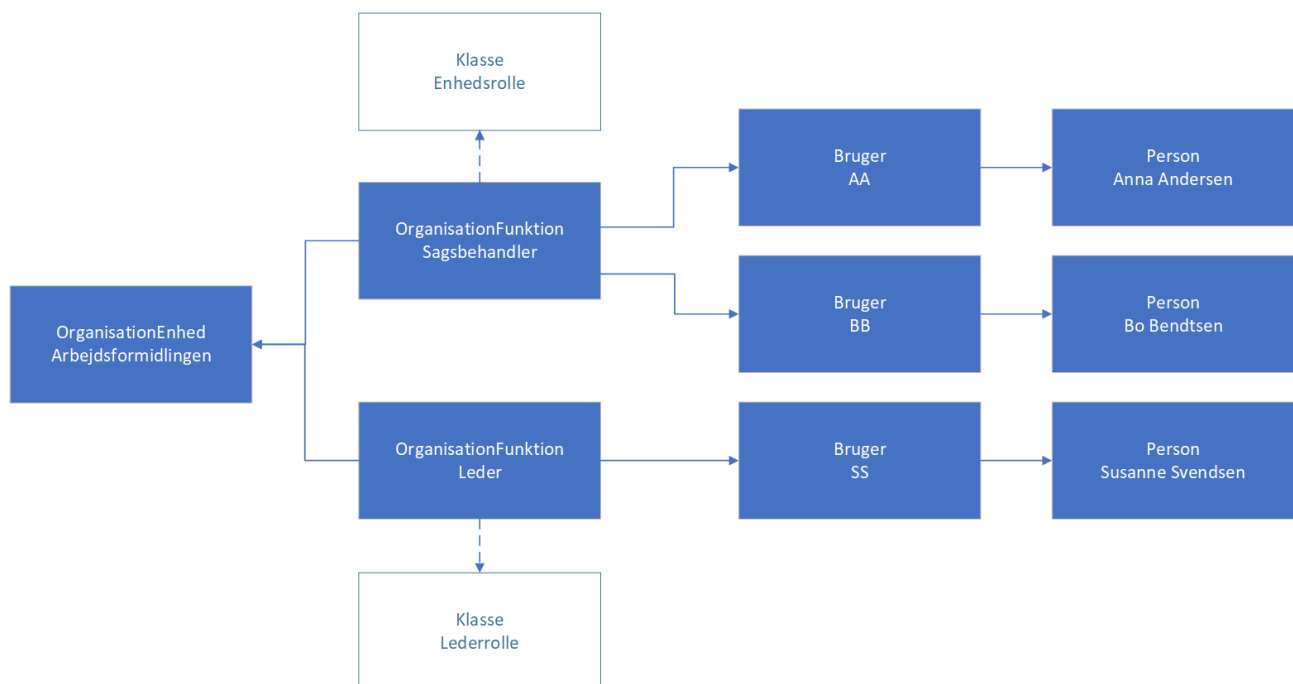 Klasse
Enhedsrolle
OrganisationFunktion
Sagsbehandler
Bruger
AA
Person
Anna Andersen
Bruger
BB
Person
Bo Bendtsen
OrganisationEnhed
Arbejdsformidlingen
OrganisationFunktion
Leder
Bruger
SS
Person
Susanne Svendsen
Klasse
Lederrolle